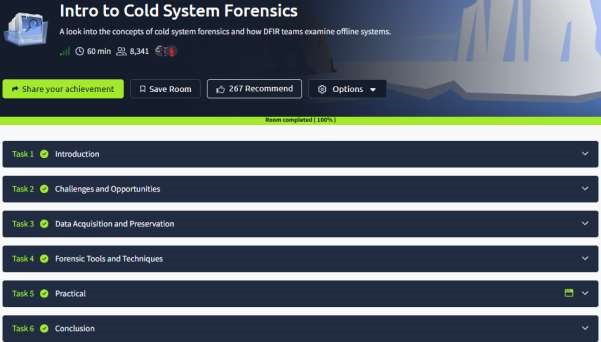 Intro to Cold System Forensics
A look into the concepts of cold system forensics and how DFIR teams examine offline systems.
60 min 8,341
Share your achievement Save Room 267 Recommend Options
Room completed ( 100% )
Task 1 Introduction
Task 2 Challenges and Opportunities
Task 3 Data Acquisition and Preservation
Task 4 Forensic Tools and Techniques
Task 5 Practical
Task 6 Conclusion